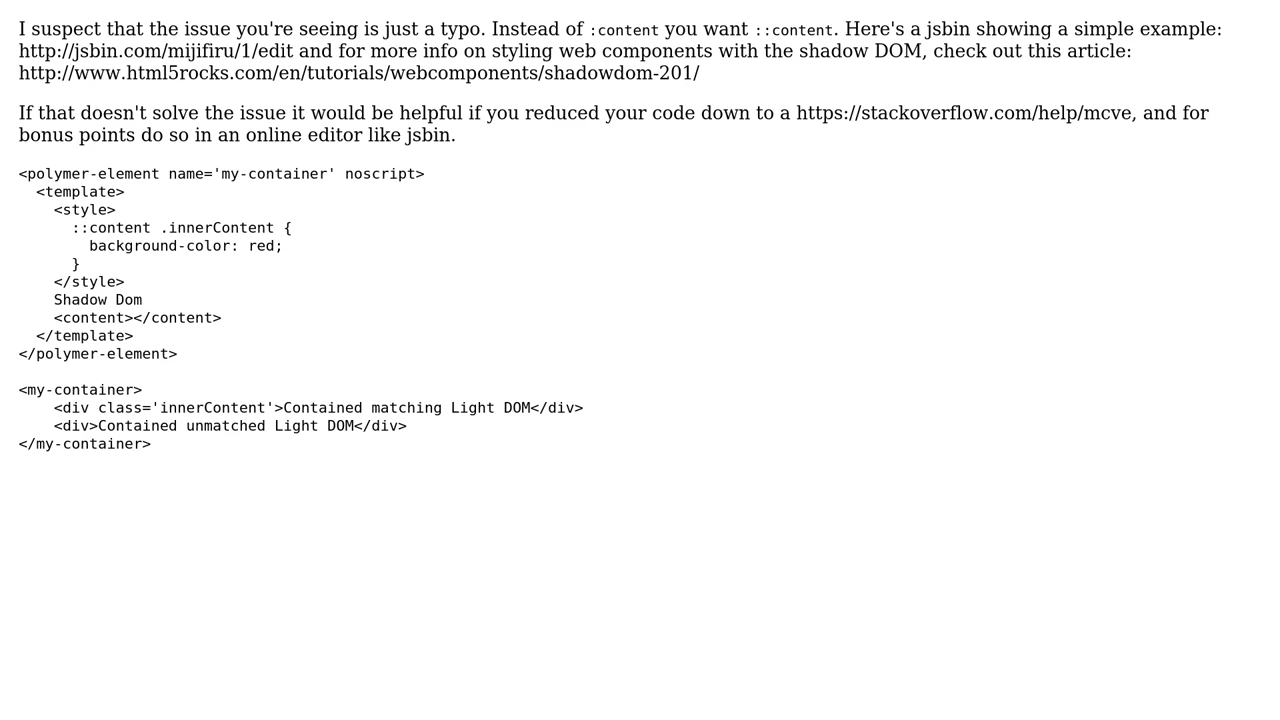 I suspect that the issue you're seeing is just a typo. Instead of :content you want ::content. Here's a jsbin showing a simple example:
http://jsbin.com/mijifiru/1/edit and for more info on styling web components with the shadow DOM, check out this article:
http://www.html5rocks.com/en/tutorials/webcomponents/shadowdom-201/
If that doesn't solve the issue it would be helpful if you reduced your code down to a https://stackoverflow.com/help/mcve, and for
bonus points do so in an online editor like jsbin.
<polymer-element name='my-container' noscript>
  <template>
    <style>
      ::content .innerContent {
        background-color: red;
      }
    </style>
    Shadow Dom
    <content></content>
  </template>
</polymer-element>
<my-container>
    <div class='innerContent'>Contained matching Light DOM</div>
    <div>Contained unmatched Light DOM</div>
</my-container>